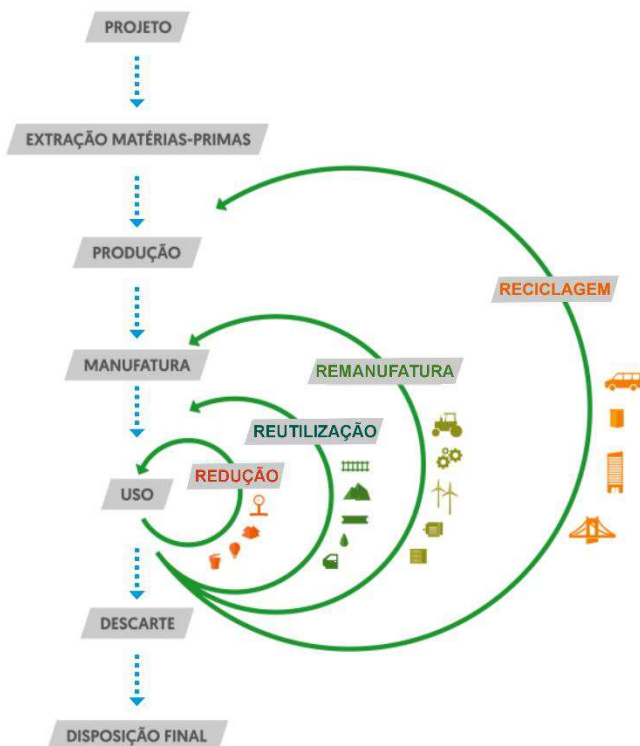 PROJETO
EXTRAÇÃO MATÉRIAS-PRIMAS
PRODUÇÃO
RECICLAGEM
MANUFATURA
REMANUFATURA
REUTILIZAÇÃO
REDUÇÃO
USO
DESCARTE
DISPOSIÇÃO FINAL